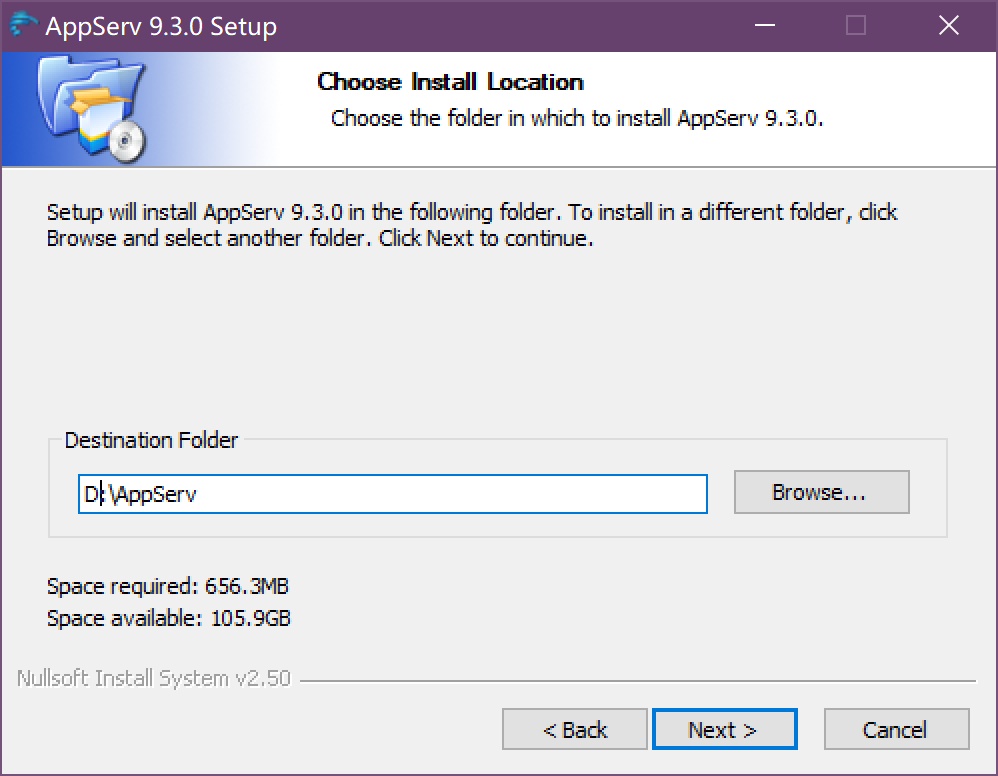 AppServ 9.3.0 Setup
Choose Install Location
Choose the folder in which to install AppServ 9.3.0.
Setup will install AppServ 9.3.0 in the following folder. To install in a different folder, click
Browse and select another folder. Click Next to continue.
Destination Folder
D:\AppServ
Browse...
Space required: 656.3MB
Space available: 105.9GB
Nullsoft Install System v2.50
< Back
Next >
Cancel